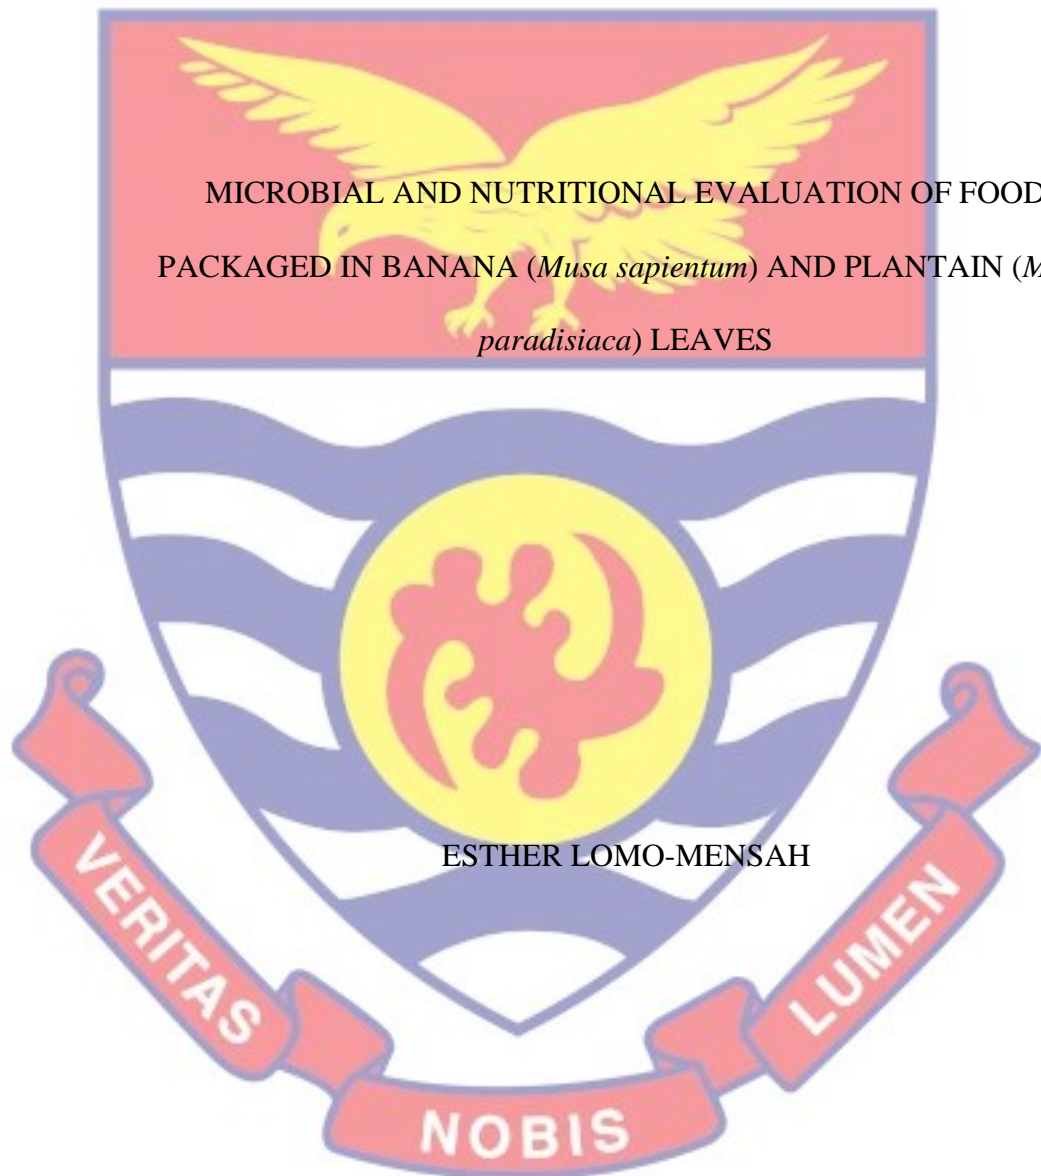 MICROBIAL AND NUTRITIONAL EVALUATION OF FOOD
PACKAGED IN BANANA (Musa sapientum) AND PLANTAIN (M
paradisiaca) LEAVES
ESTHER LOMO-MENSAH
VERITAS
NOBIS
LUMEN